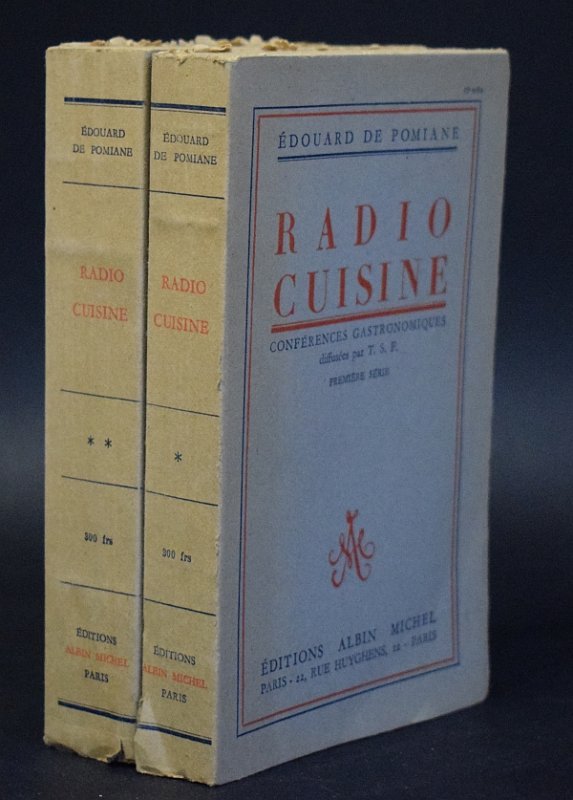 ÉDOUARD
DE POMIANE
RADIO
CUISINE
* *
300 frs
ÉDITIONS
ALBIN MICHEL
PARIS
ÉDOUARD
DE POMIANE
RADIO
CUISINE
*
300 frs
ÉDITIONS
ALBIN MICHEL
PARIS
ÉDOUARD DE POMIANE
RADIO
CUISINE
CONFÉRENCES GASTRONOMIQUES
diffusées par T. S. F.
PREMIÈRE SÉRIE
ÉDITIONS ALBIN MICHEL
PARIS - 22, RUE HUYGHENS, 22 - PARIS